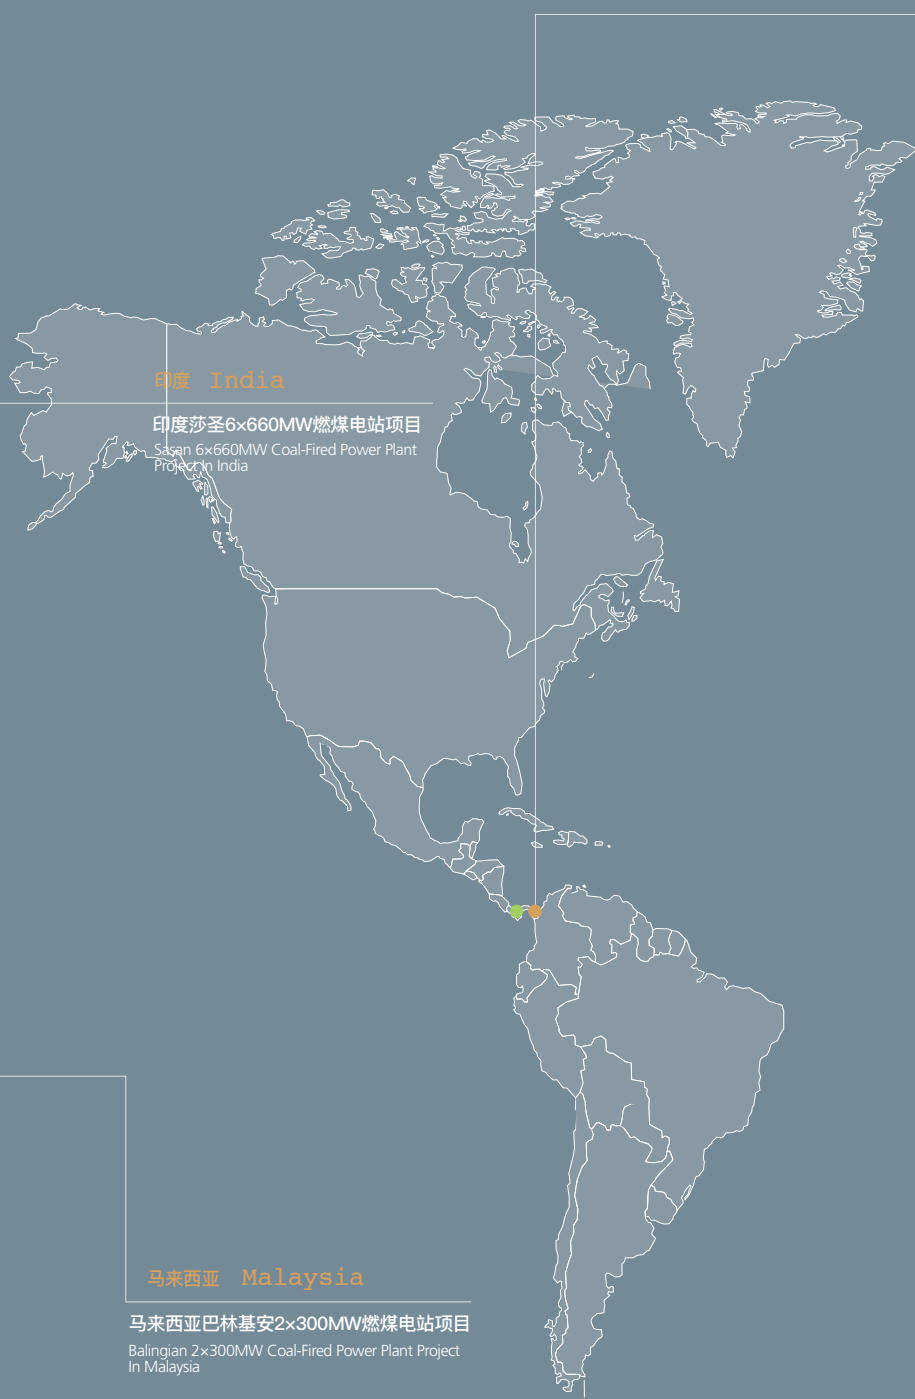 印度 India
印度莎圣6×660MW燃煤电站项目
Sasan 6×660MW Coal-Fired Power Plant
Project In India
马来西亚 Malaysia
马来西亚巴林基安2×300MW燃煤电站项目
Balingian 2×300MW Coal-Fired Power Plant Project
In Malaysia